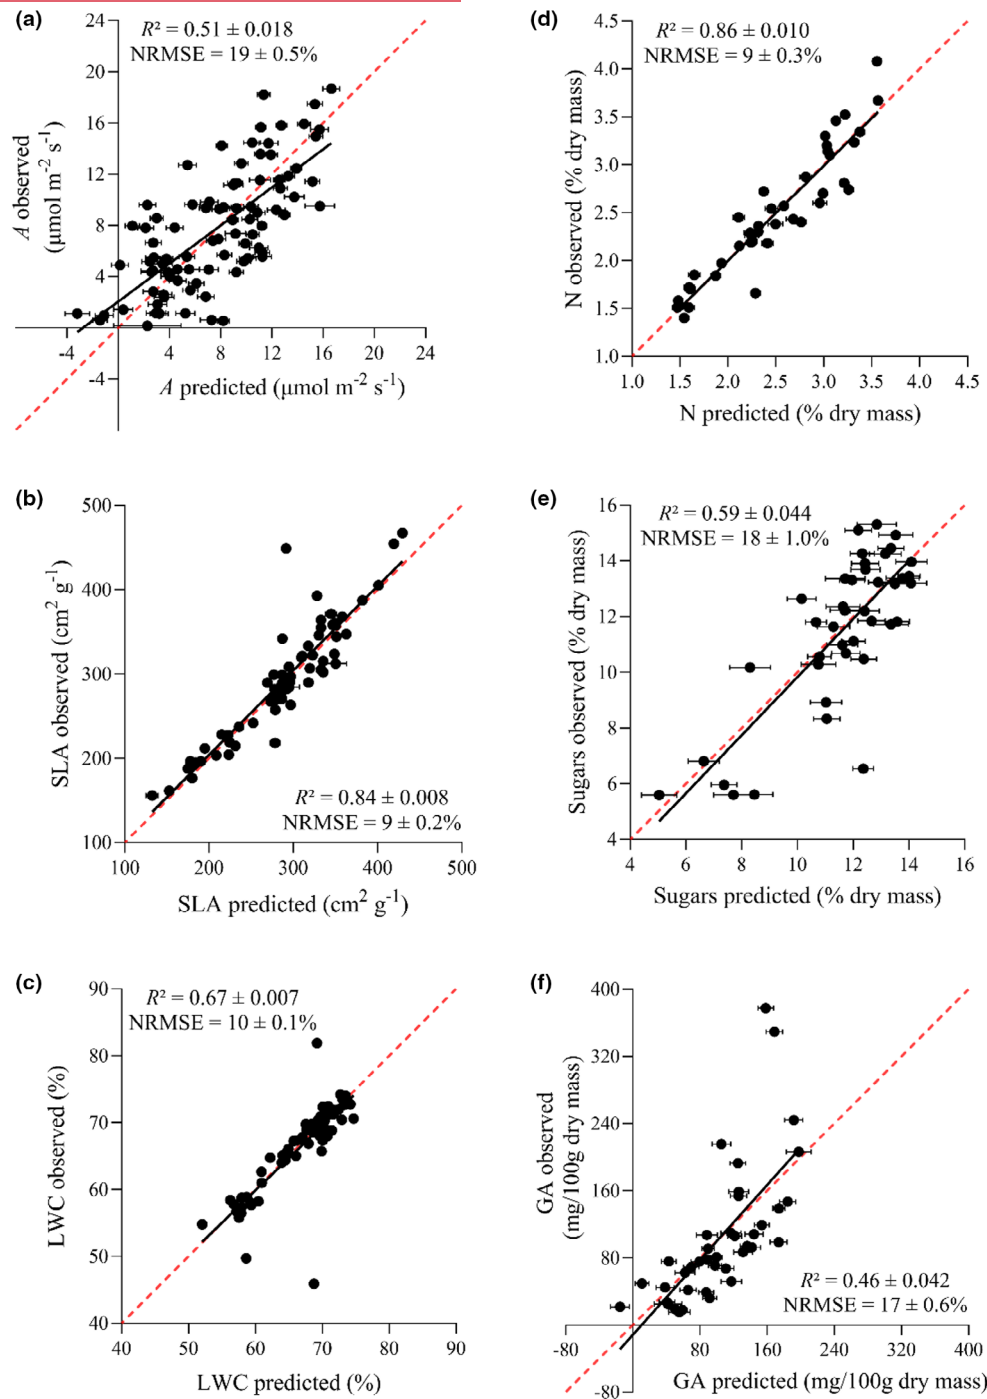 (a)
R² = 0.51 ± 0.018
NRMSE = 19 ± 0.5%
24
20
16
12
8
4
-4
-4
4
8
12
16
20
24
A observed
(µmol m⁻² s⁻¹)
A predicted (µmol m⁻² s⁻¹)
(d)
R² = 0.86 ± 0.010
NRMSE = 9 ± 0.3%
4.5
4.0
3.5
3.0
2.5
2.0
1.5
1.0
1.0
1.5
2.0
2.5
3.0
3.5
4.0
4.5
N observed (% dry mass)
N predicted (% dry mass)
(b)
500
400
300
200
100
100
200
300
400
500
SLA observed (cm² g⁻¹)
R² = 0.84 ± 0.008
NRMSE = 9 ± 0.2%
SLA predicted (cm² g⁻¹)
(e)
R² = 0.59 ± 0.044
NRMSE = 18 ± 1.0%
16
14
12
10
8
6
4
4
6
8
10
12
14
16
Sugars observed (% dry mass)
Sugars predicted (% dry mass)
(c)
R² = 0.67 ± 0.007
NRMSE = 10 ± 0.1%
90
80
70
60
50
40
40
50
60
70
80
90
LWC observed (%)
LWC predicted (%)
(f)
400
320
240
160
80
-80
-80
80
160
240
320
400
GA observed
(mg/100g dry mass)
R² = 0.46 ± 0.042
NRMSE = 17 ± 0.6%
GA predicted (mg/100g dry mass)